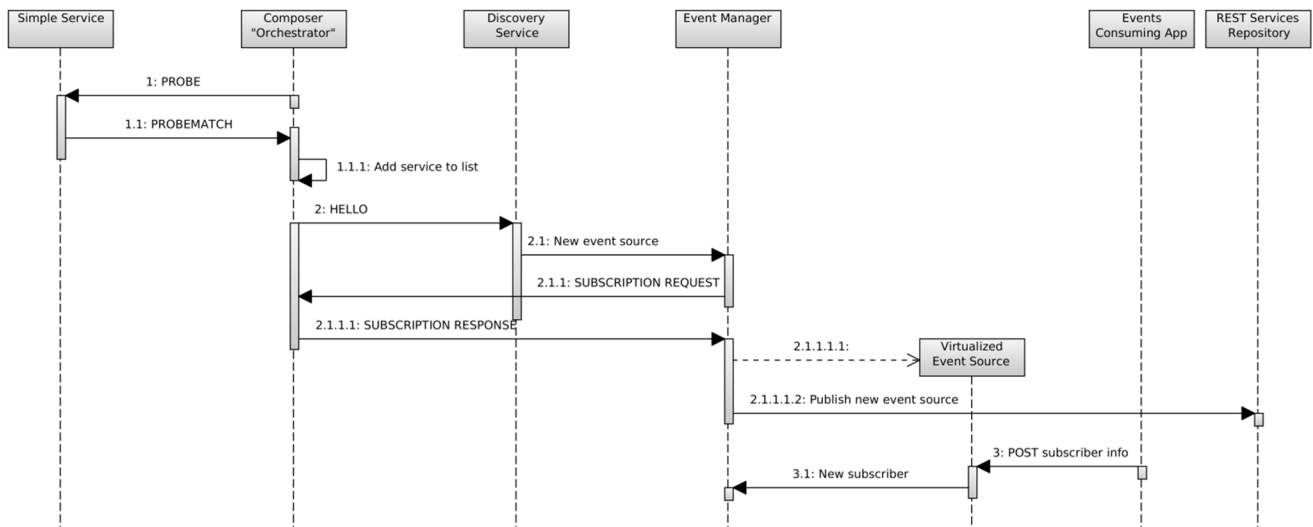 Simple Service
Composer
"Orchestrator"
Discovery
Service
Event Manager
Events
Consuming App
REST Services
Repository
1: PROBE
1.1: PROBEMATCH
1.1.1: Add service to list
2: HELLO
2.1: New event source
2.1.1: SUBSCRIPTION REQUEST
2.1.1.1: SUBSCRIPTION RESPONSE
2.1.1.1.1:
Virtualized
Event Source
2.1.1.1.2: Publish new event source
3: POST subscriber info
3.1: New subscriber